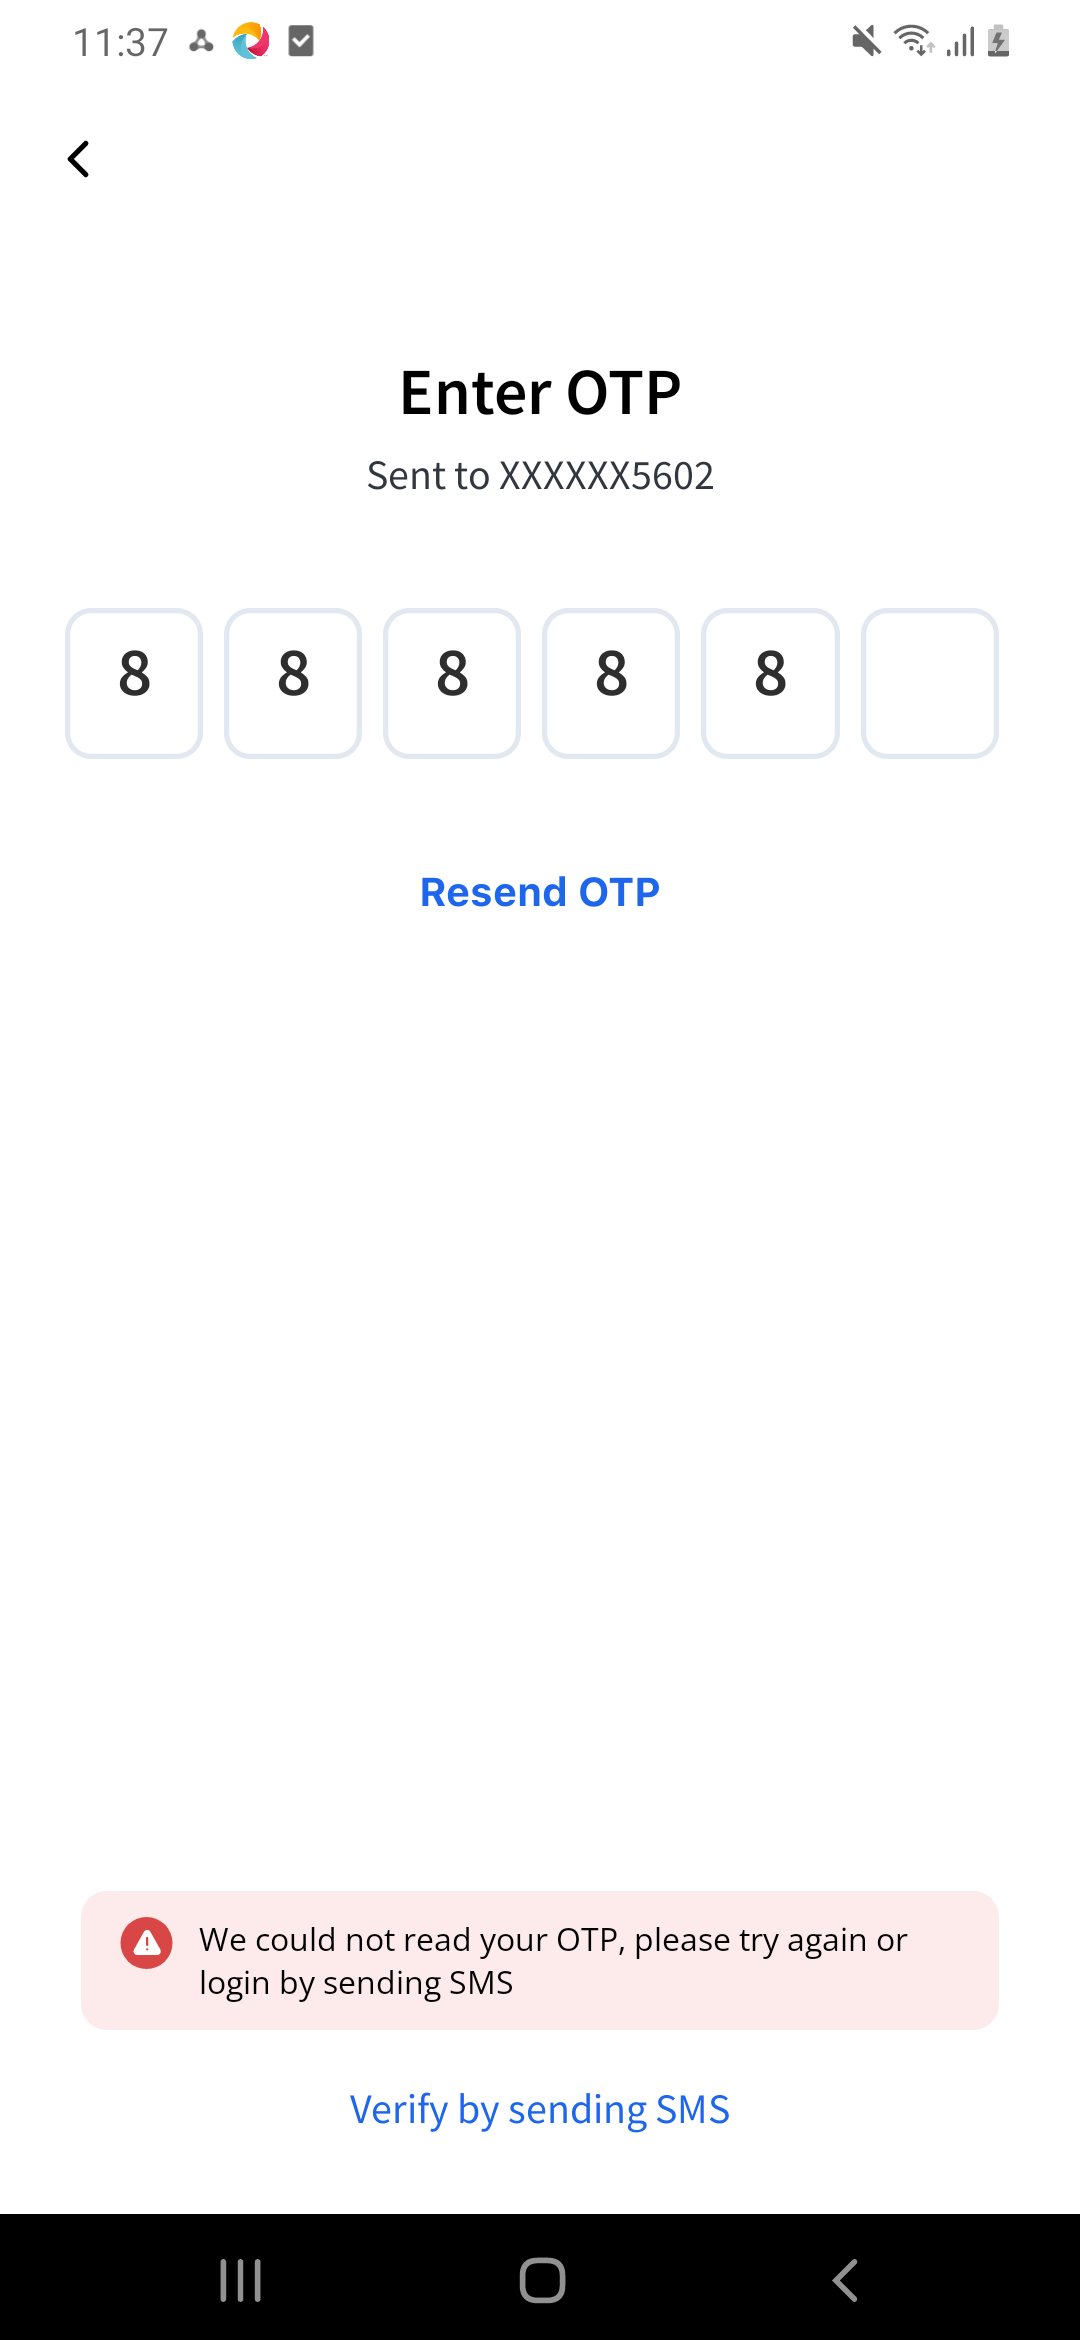 11:37
Enter OTP
Sent to XXXXXX5602
8 8 8 8 8
Resend OTP
We could not read your OTP, please try again or
login by sending SMS
Verify by sending SMS